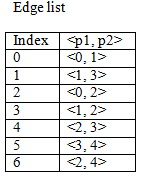 Edge list
Index <p1, p2>
0 <0, 1>
1 <1, 3>
2 <0, 2>
3 <1, 2>
4 <2, 3>
5 <3, 4>
6 <2, 4>